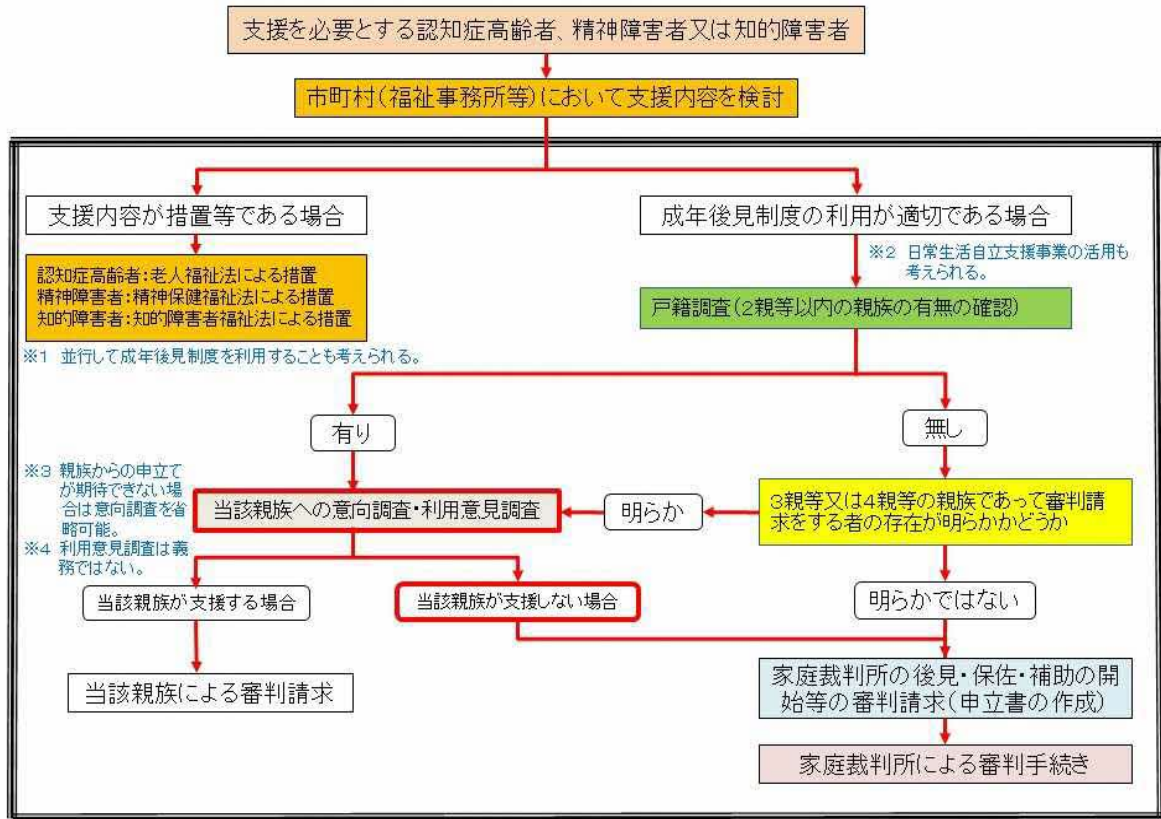 支援を必要とする認知症高齢者、精神障害者又は知的障害者
市町村(福祉事務所等)において支援内容を検討
支援内容が措置等である場合
成年後見制度の利用が適切である場合
認知症高齢者:老人福祉法による措置
精神障害者:精神保健福祉法による措置
知的障害者:知的障害者福祉法による措置
※1 並行して成年後見制度を利用することも考えられる。
※2 日常生活自立支援事業の活用も
考えられる。
戸籍調査(2親等以内の親族の有無の確認)
有り
無し
※3 親族からの申立て
が期待できない場
合は意向調査を省
略可能。
※4 利用意見調査は義
務ではない。
当該親族への意向調査・利用意見調査
明らか
3親等又は4親等の親族であって審判請
求をする者の存在が明らかかどうか
当該親族が支援する場合
当該親族が支援しない場合
明らかではない
当該親族による審判請求
家庭裁判所の後見・保佐・補助の開
始等の審判請求(申立書の作成)
家庭裁判所による審判手続き